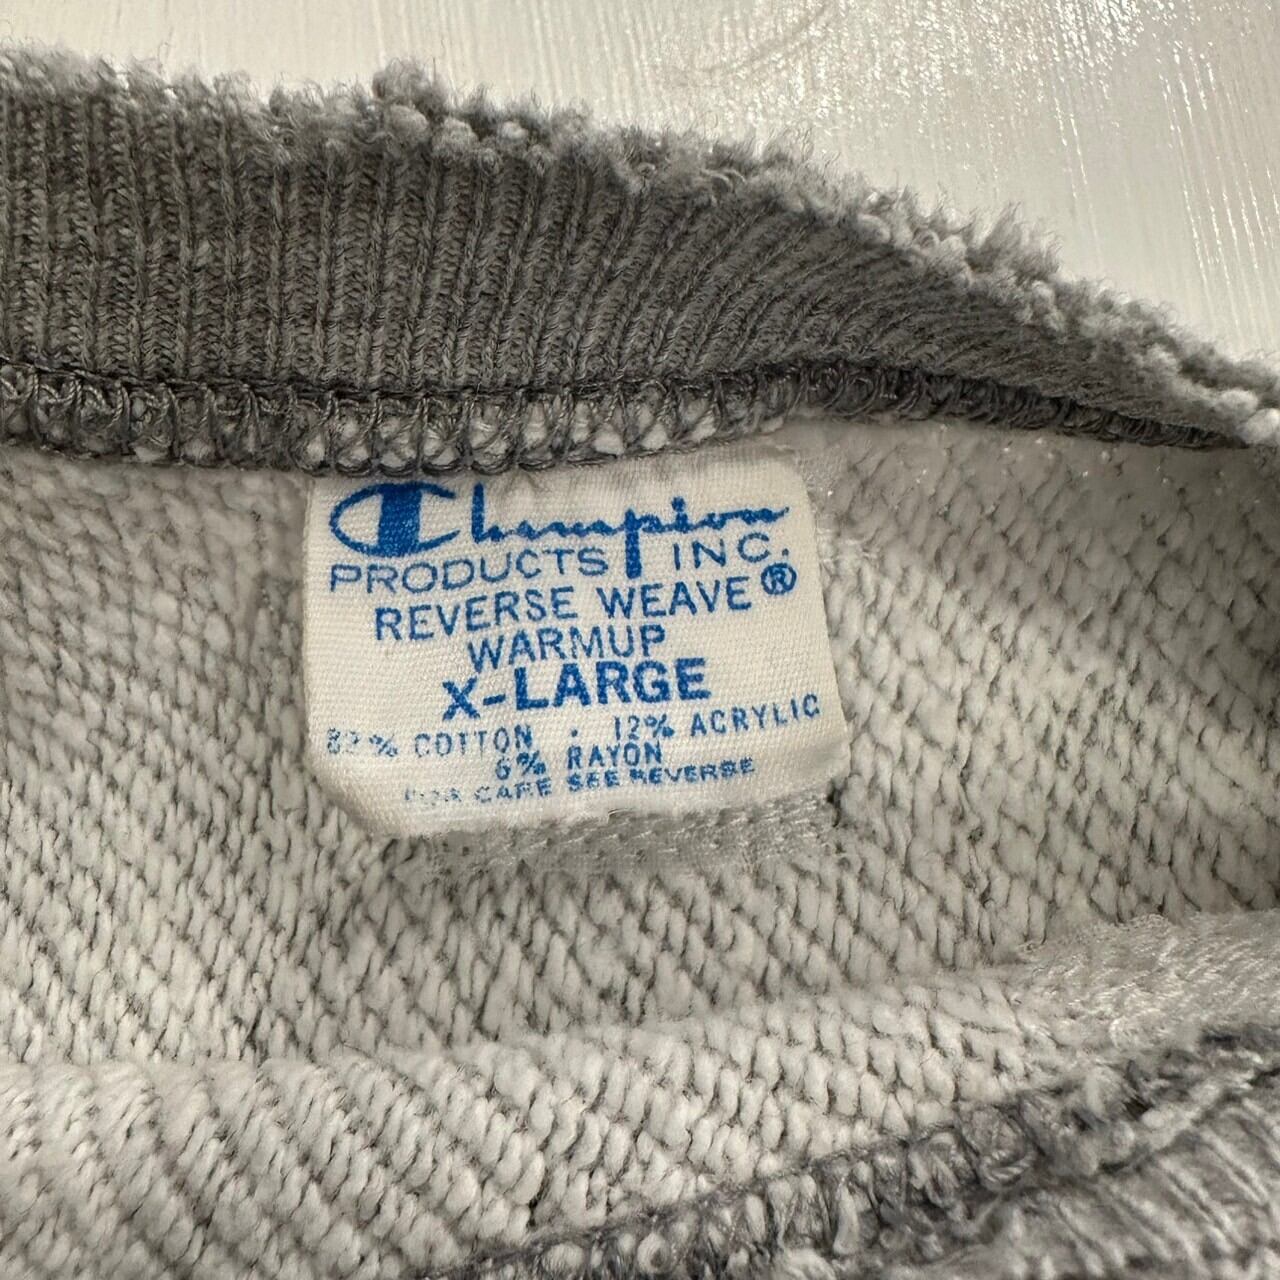 Champion
PRODUCTS INC.
REVERSE WEAVE®
WARMUP
X-LARGE
82% COTTON . 12% ACRYLIC
6% RAYON
FOR CARE SEE REVERSE